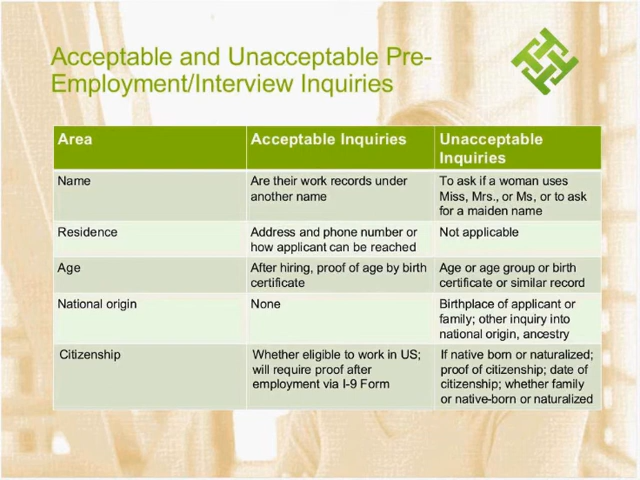 Acceptable and Unacceptable Pre-
Employment/Interview Inquiries
Area
Acceptable Inquiries
Unacceptable
Inquiries
Name
Are their work records under
another name
To ask if a woman uses
Miss, Mrs., or Ms, or to ask
for a maiden name
Residence
Address and phone number or
how applicant can be reached
Not applicable
Age
After hiring, proof of age by birth
certificate
Age or age group or birth
certificate or similar record
National origin
None
Birthplace of applicant or
family; other inquiry into
national origin, ancestry
Citizenship
Whether eligible to work in US;
will require proof after
employment via I-9 Form
If native born or naturalized;
proof of citizenship; date of
citizenship; whether family
or native-born or naturalized